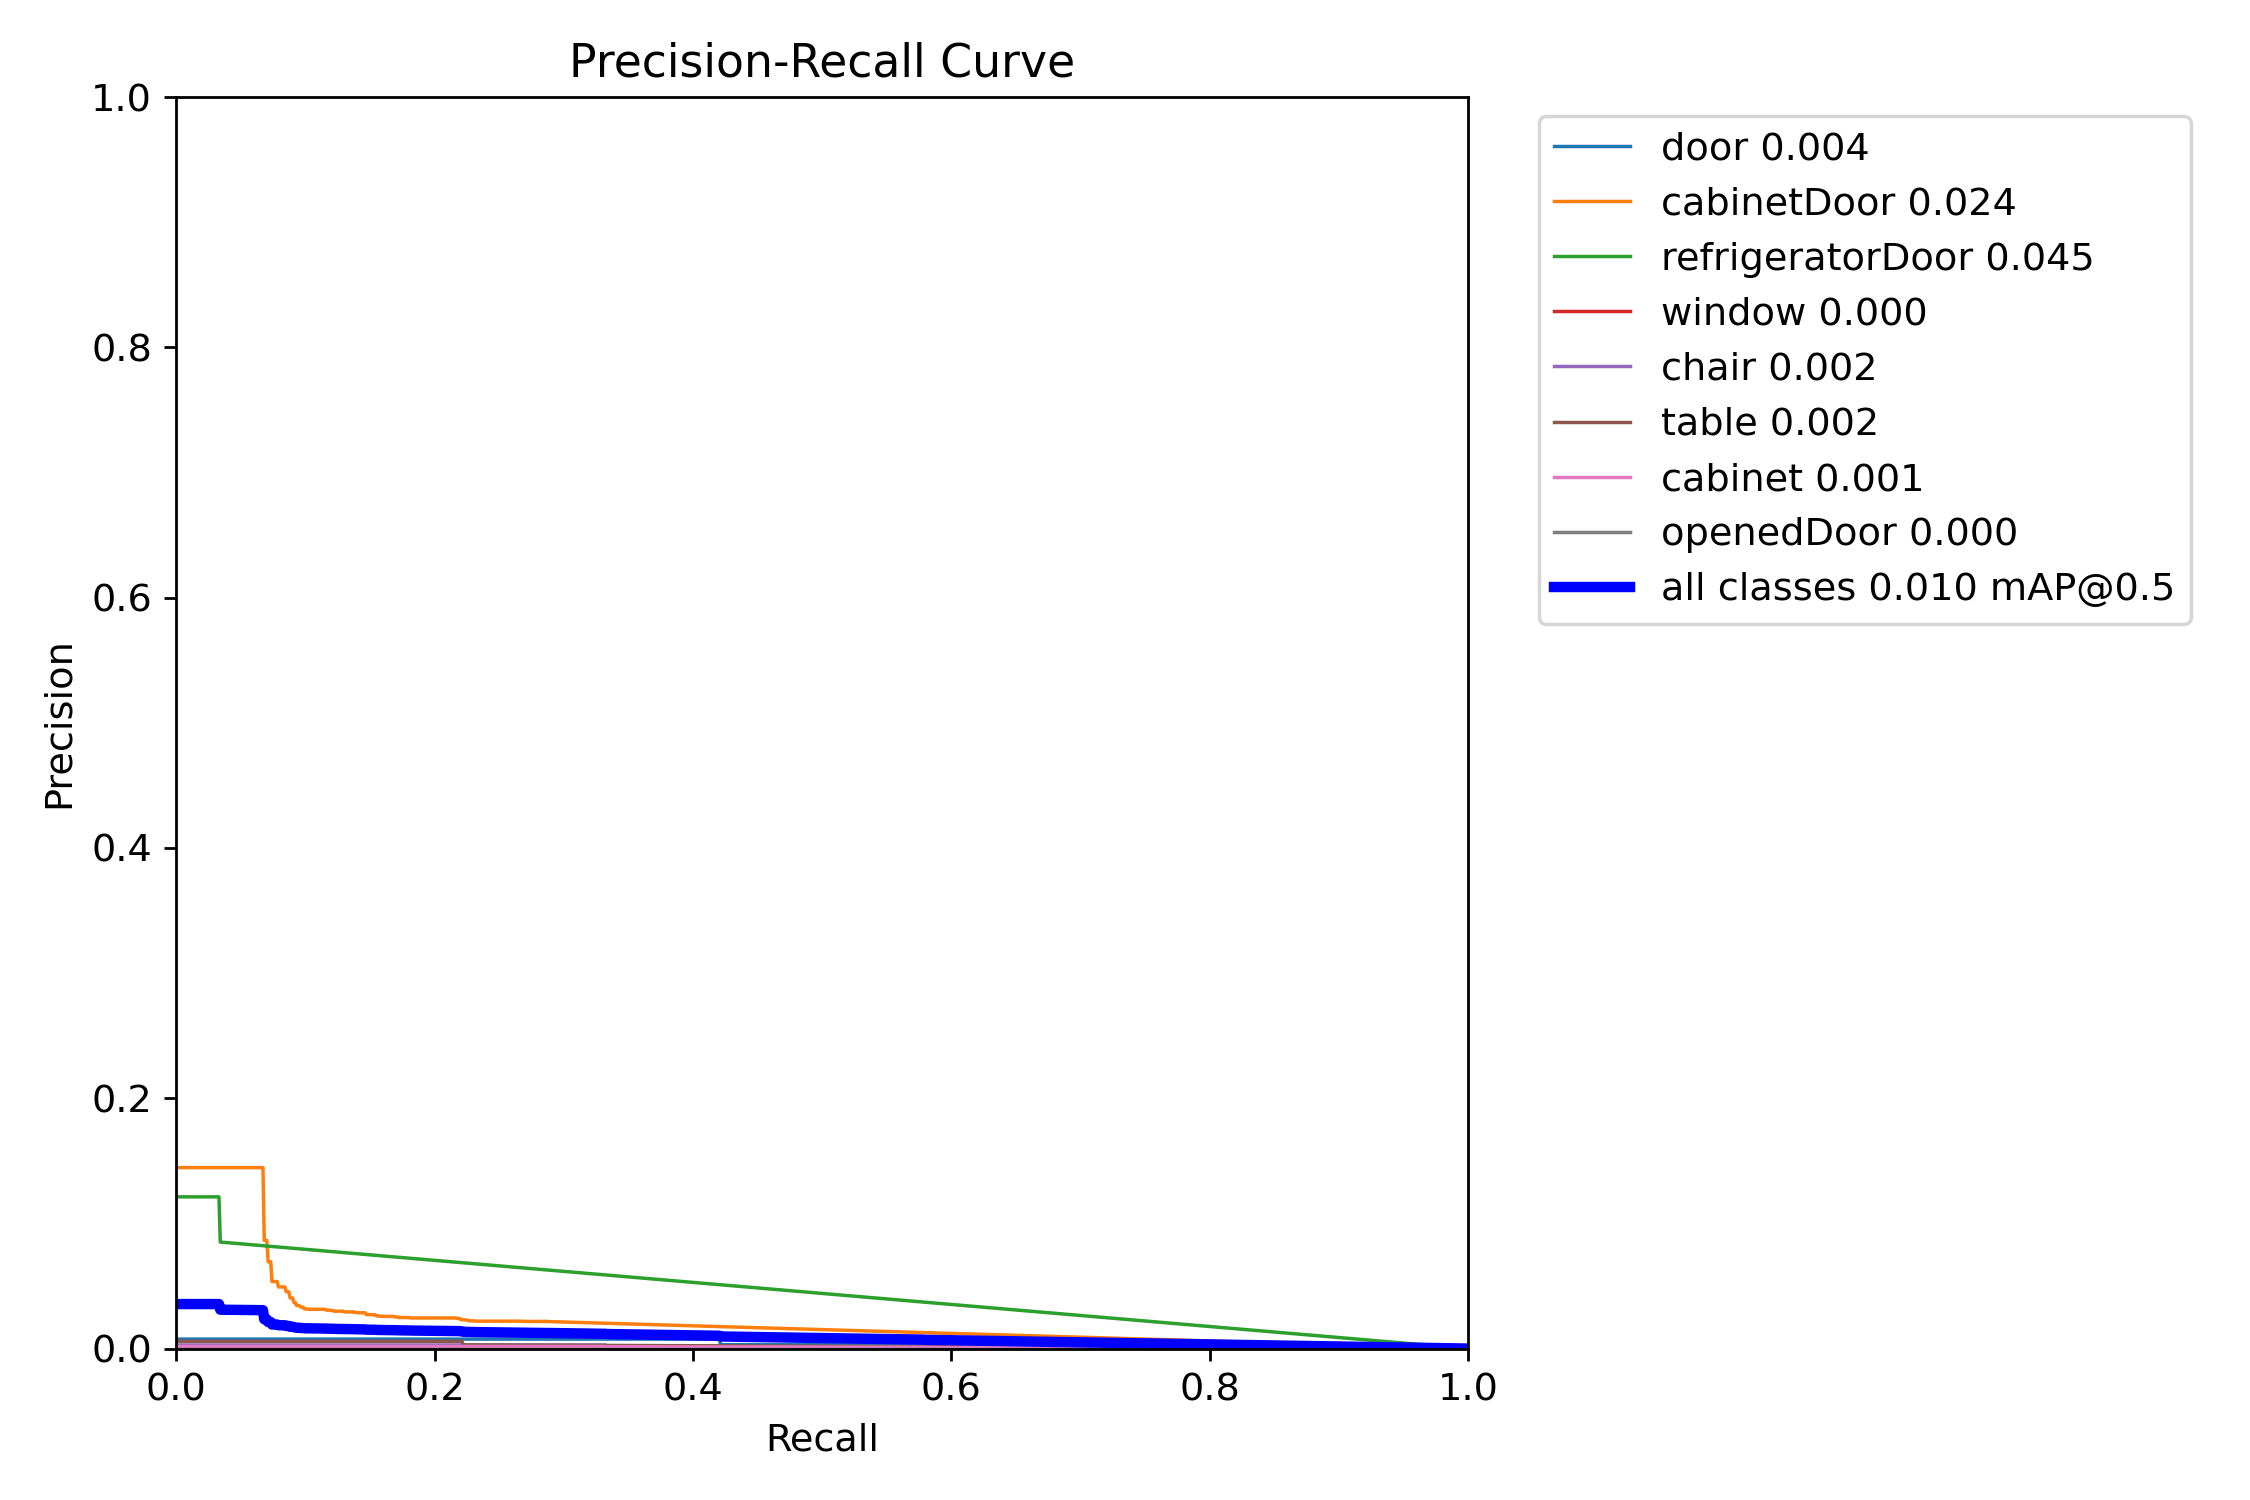 Precision-Recall Curve
1.0
0.8
0.6
0.4
0.2
0.0
Precision
0.0 0.2 0.4 0.6 0.8 1.0
Recall
door 0.004
cabinetDoor 0.024
refrigeratorDoor 0.045
window 0.000
chair 0.002
table 0.002
cabinet 0.001
openedDoor 0.000
all classes 0.010 mAP@0.5